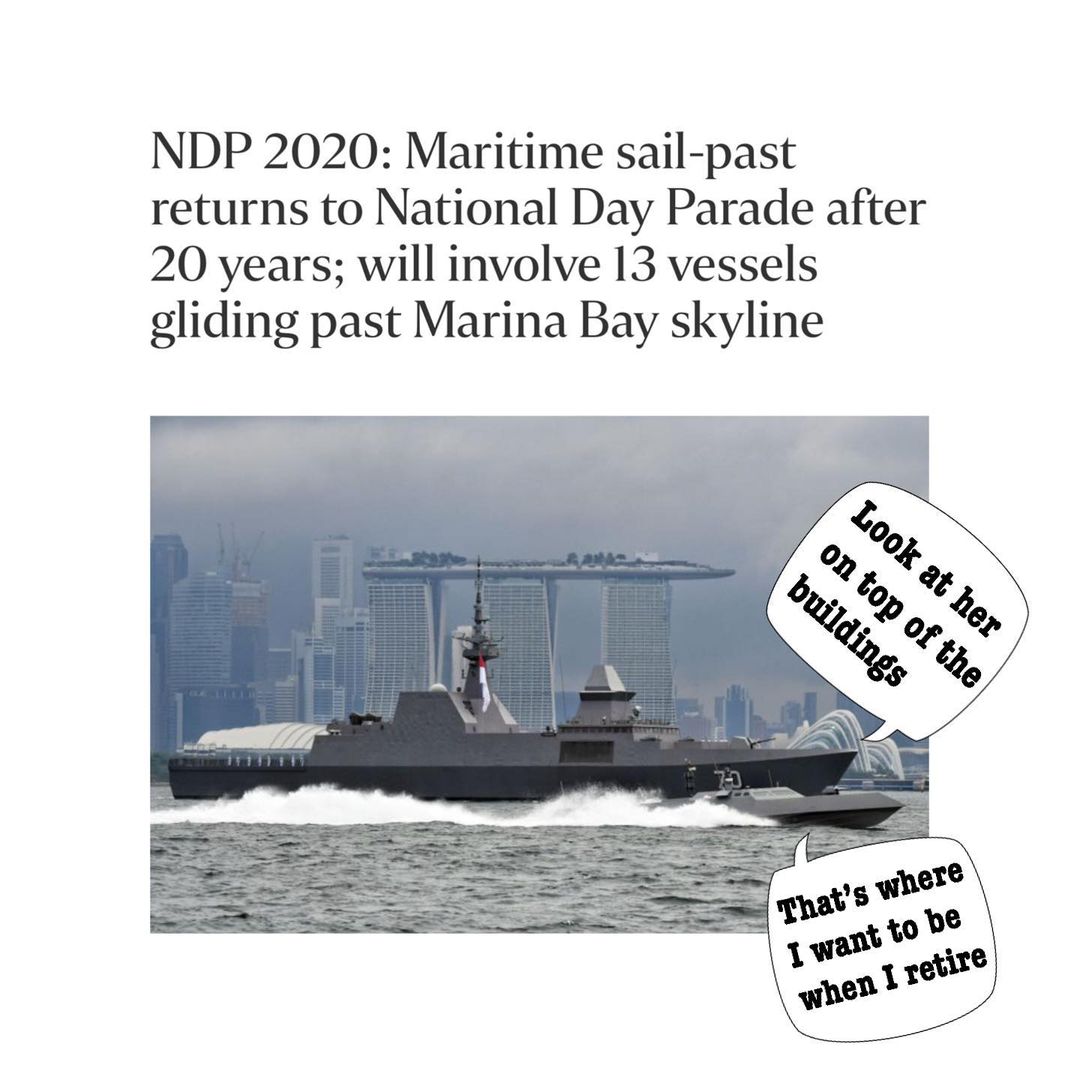 NDP 2020: Maritime sail-past
returns to National Day Parade after
20 years; will involve 13 vessels
gliding past Marina Bay skyline
Look at her
on top of the
buildings
That's where
I want to be
when I retire